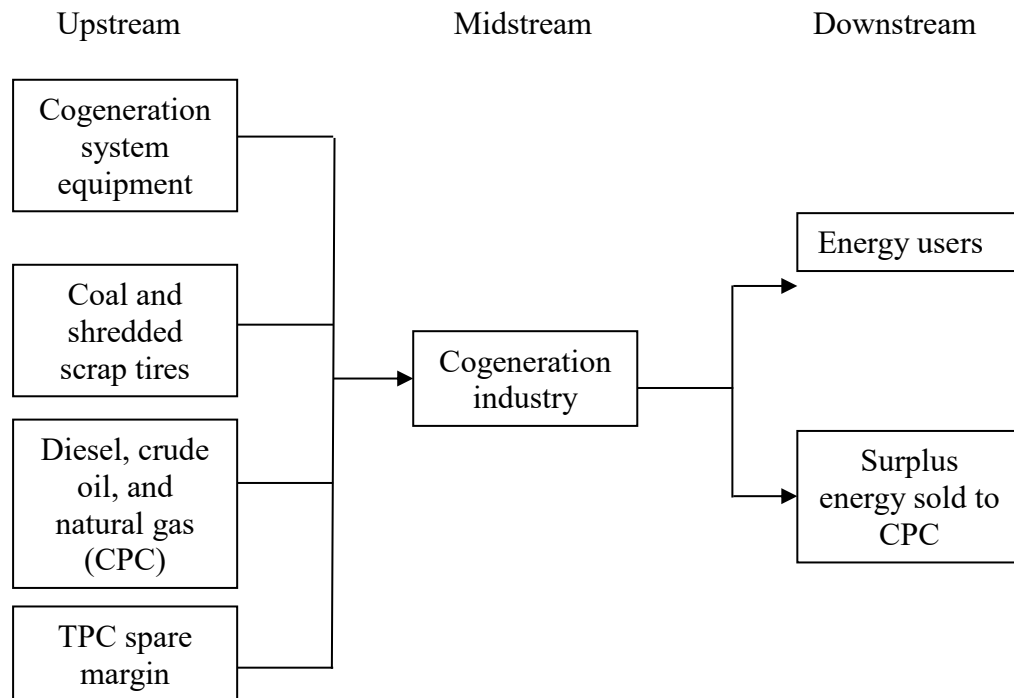 Upstream
Midstream
Downstream
Cogeneration
system
equipment
Coal and
shredded
scrap tires
Diesel, crude
oil, and
natural gas
(CPC)
TPC spare
margin
Cogeneration
industry
Energy users
Surplus
energy sold to
CPC